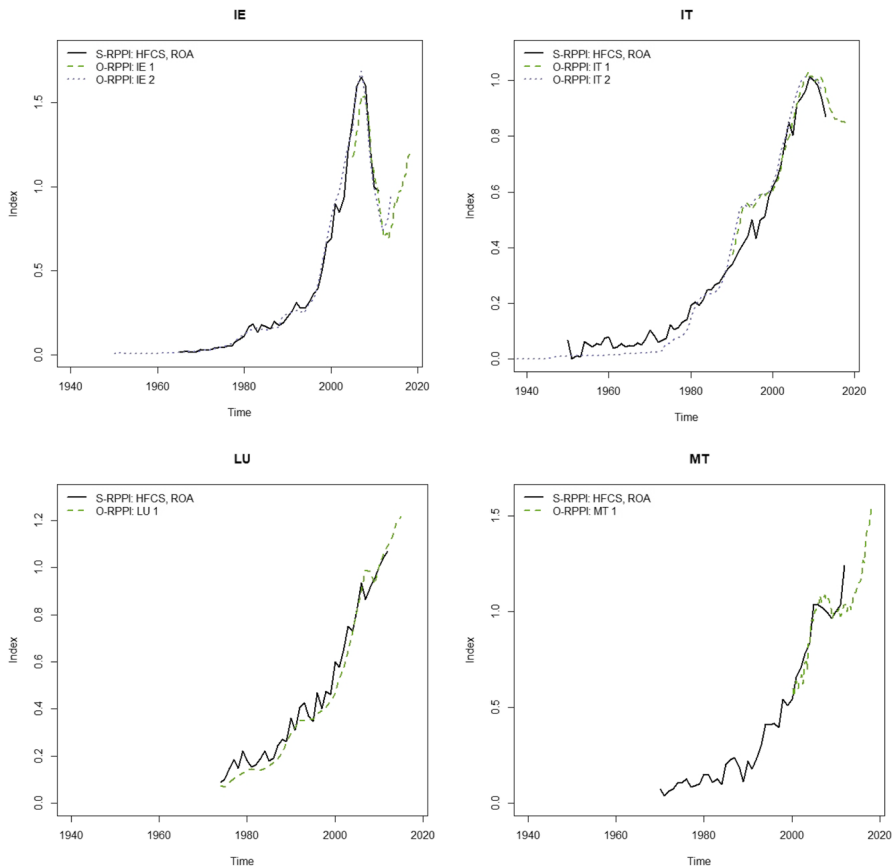 IE
S-RPPI: HFCS, ROA
O-RPPI: IE 1
O-RPPI: IE 2
Index
0.0
0.5
1.0
1.5
1940
1960
1980
2000
2020
Time
IT
S-RPPI: HFCS, ROA
O-RPPI: IT 1
O-RPPI: IT 2
Index
0.0
0.2
0.4
0.6
0.8
1.0
1940
1960
1980
2000
2020
Time
LU
S-RPPI: HFCS, ROA
O-RPPI: LU 1
Index
0.0
0.2
0.4
0.6
0.8
1.0
1.2
1940
1960
1980
2000
2020
Time
MT
S-RPPI: HFCS, ROA
O-RPPI: MT 1
Index
0.0
0.5
1.0
1.5
1940
1960
1980
2000
2020
Time